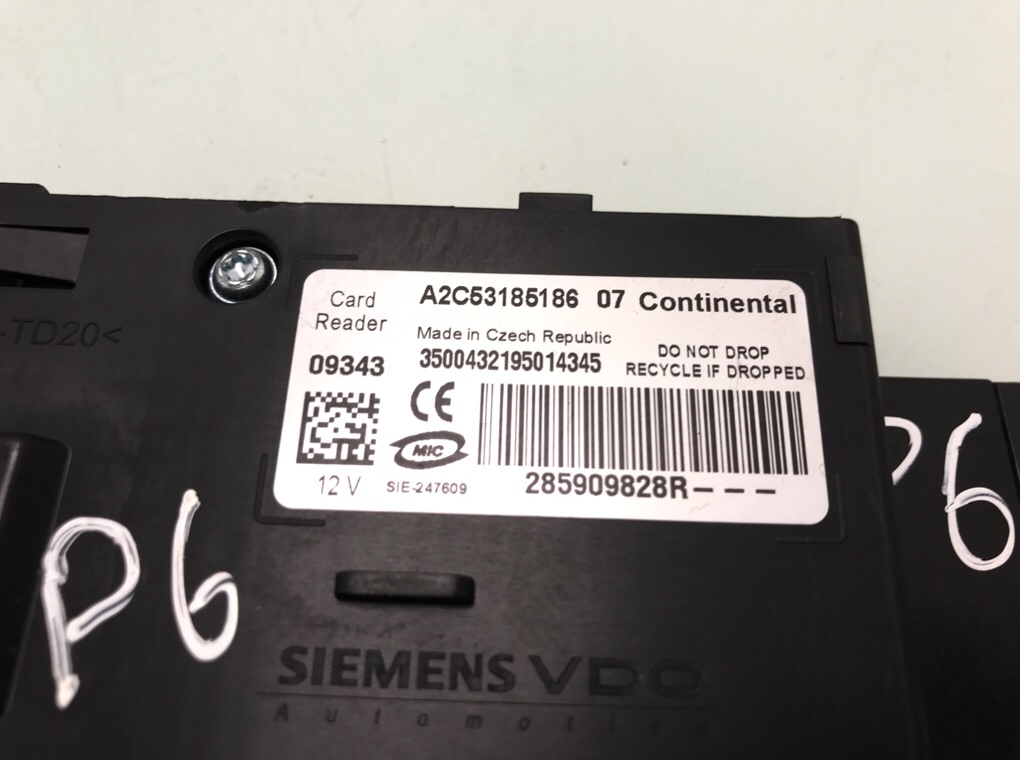 -TD20<
Card Reader
A2C53185186 07 Continental
Made in Czech Republic
09343
3500432195014345
DO NOT DROP
RECYCLE IF DROPPED
CE
MIC
12 V
SIE-247609
285909828R---
P6
6
SIEMENS VDO
Automotive